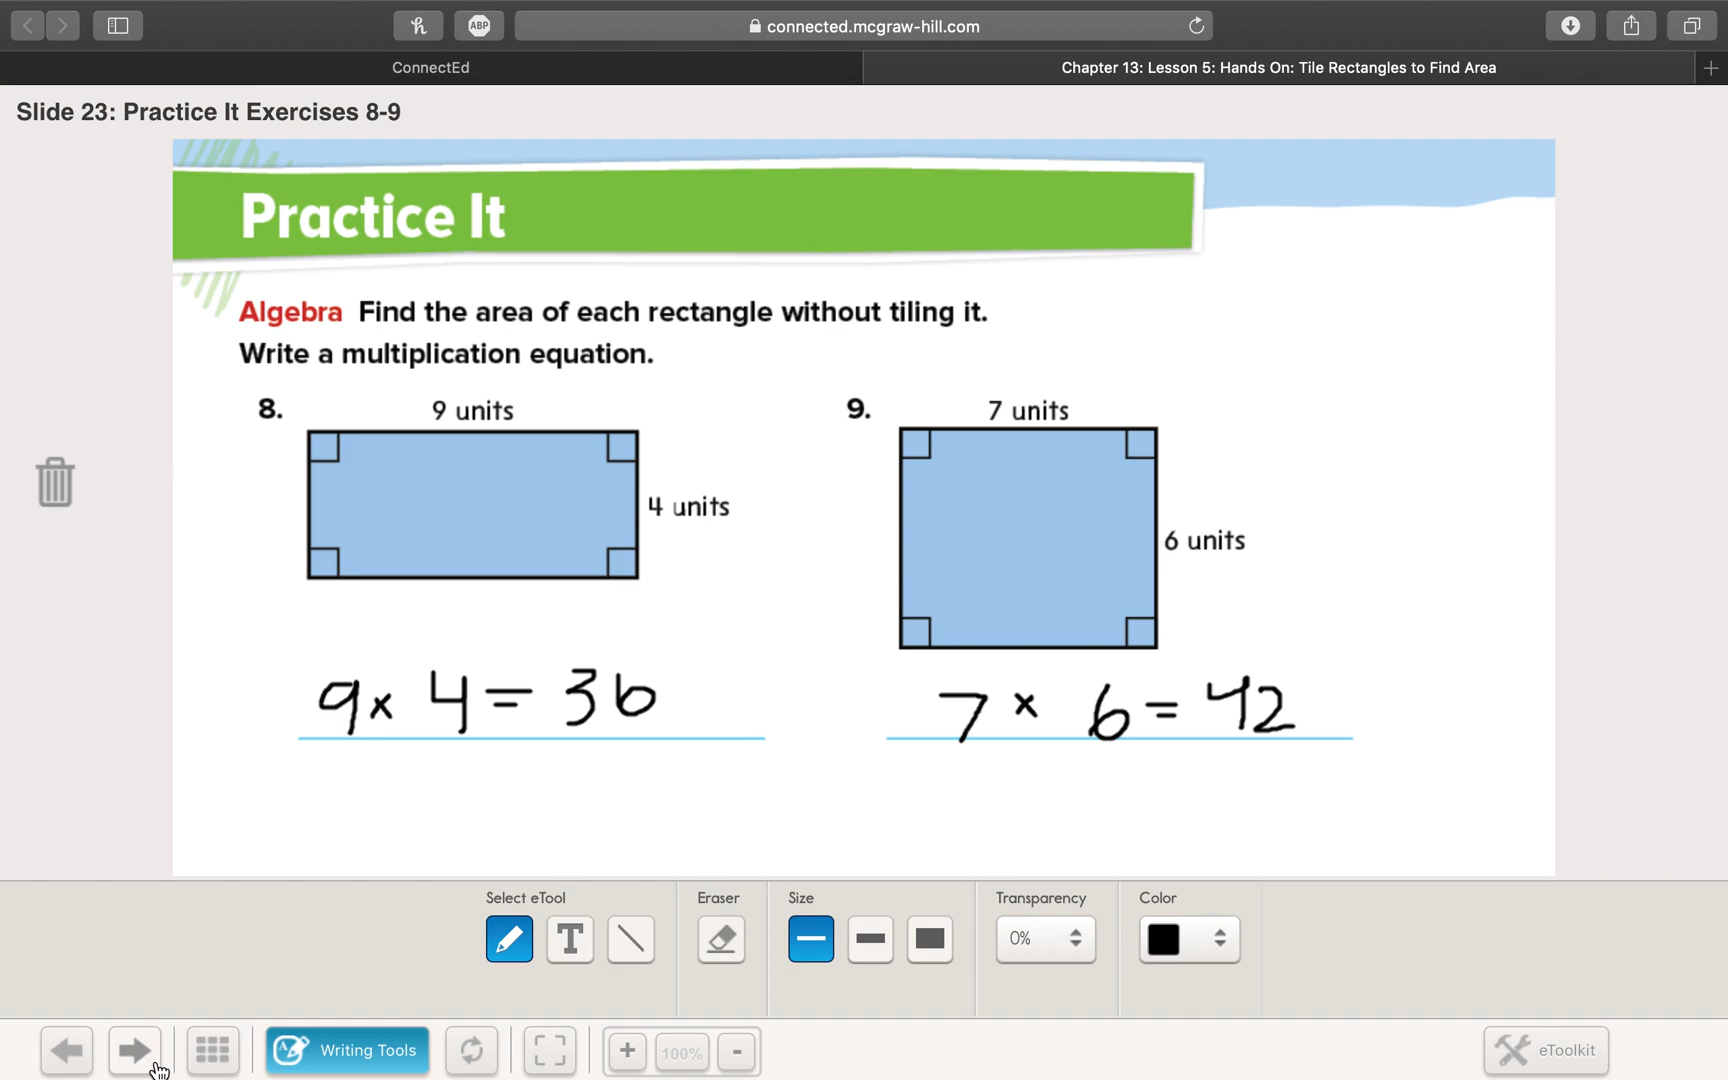 connected.mcgraw-hill.com
ABP
ConnectEd
Chapter 13: Lesson 5: Hands On: Tile Rectangles to Find Area
Slide 23: Practice It Exercises 8-9
Practice It
Algebra Find the area of each rectangle without tiling it.
Write a multiplication equation.
8.
9 units
4 units
9 x 4 = 36
9.
7 units
6 units
7 x 6 = 42
Select eTool
T
Eraser
Size
Transparency
0%
Color
Writing Tools
+
100%
-
eToolkit